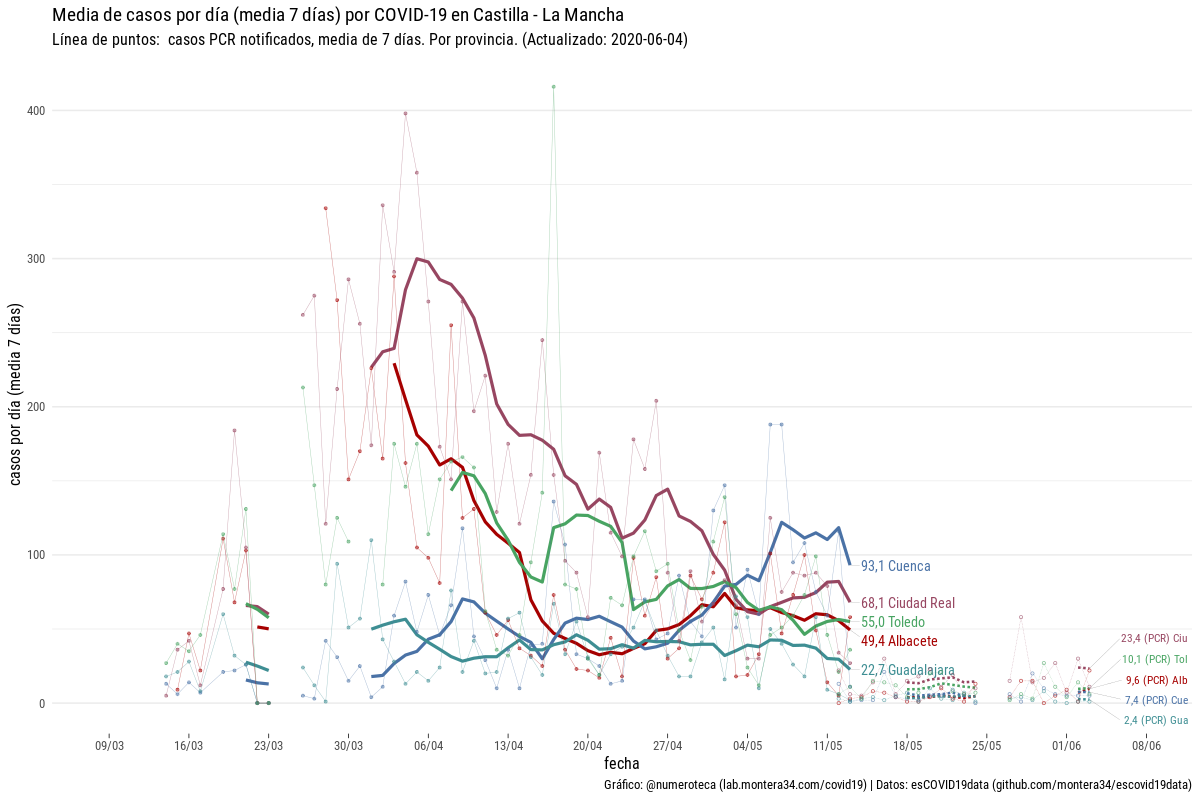 Media de casos por día (media 7 días) por COVID-19 en Castilla - La Mancha
Línea de puntos:  casos PCR notificados, media de 7 días. Por provincia. (Actualizado: 2020-06-04)
casos por día (media 7 días)
400
300
200
100
0
93,1 Cuenca
68,1 Ciudad Real
55,0 Toledo
49,4 Albacete
22,7 Guadalajara
23,4 (PCR) Ciu
10,1 (PCR) Tol
9,6 (PCR) Alb
7,4 (PCR) Cue
2,4 (PCR) Gua
09/03 16/03 23/03 30/03 06/04 13/04 20/04 27/04 04/05 11/05 18/05 25/05 01/06 08/06
fecha
Gráfico: @numeroteca (lab.montera34.com/covid19) | Datos: esCOVID19data (github.com/montera34/escovid19data)